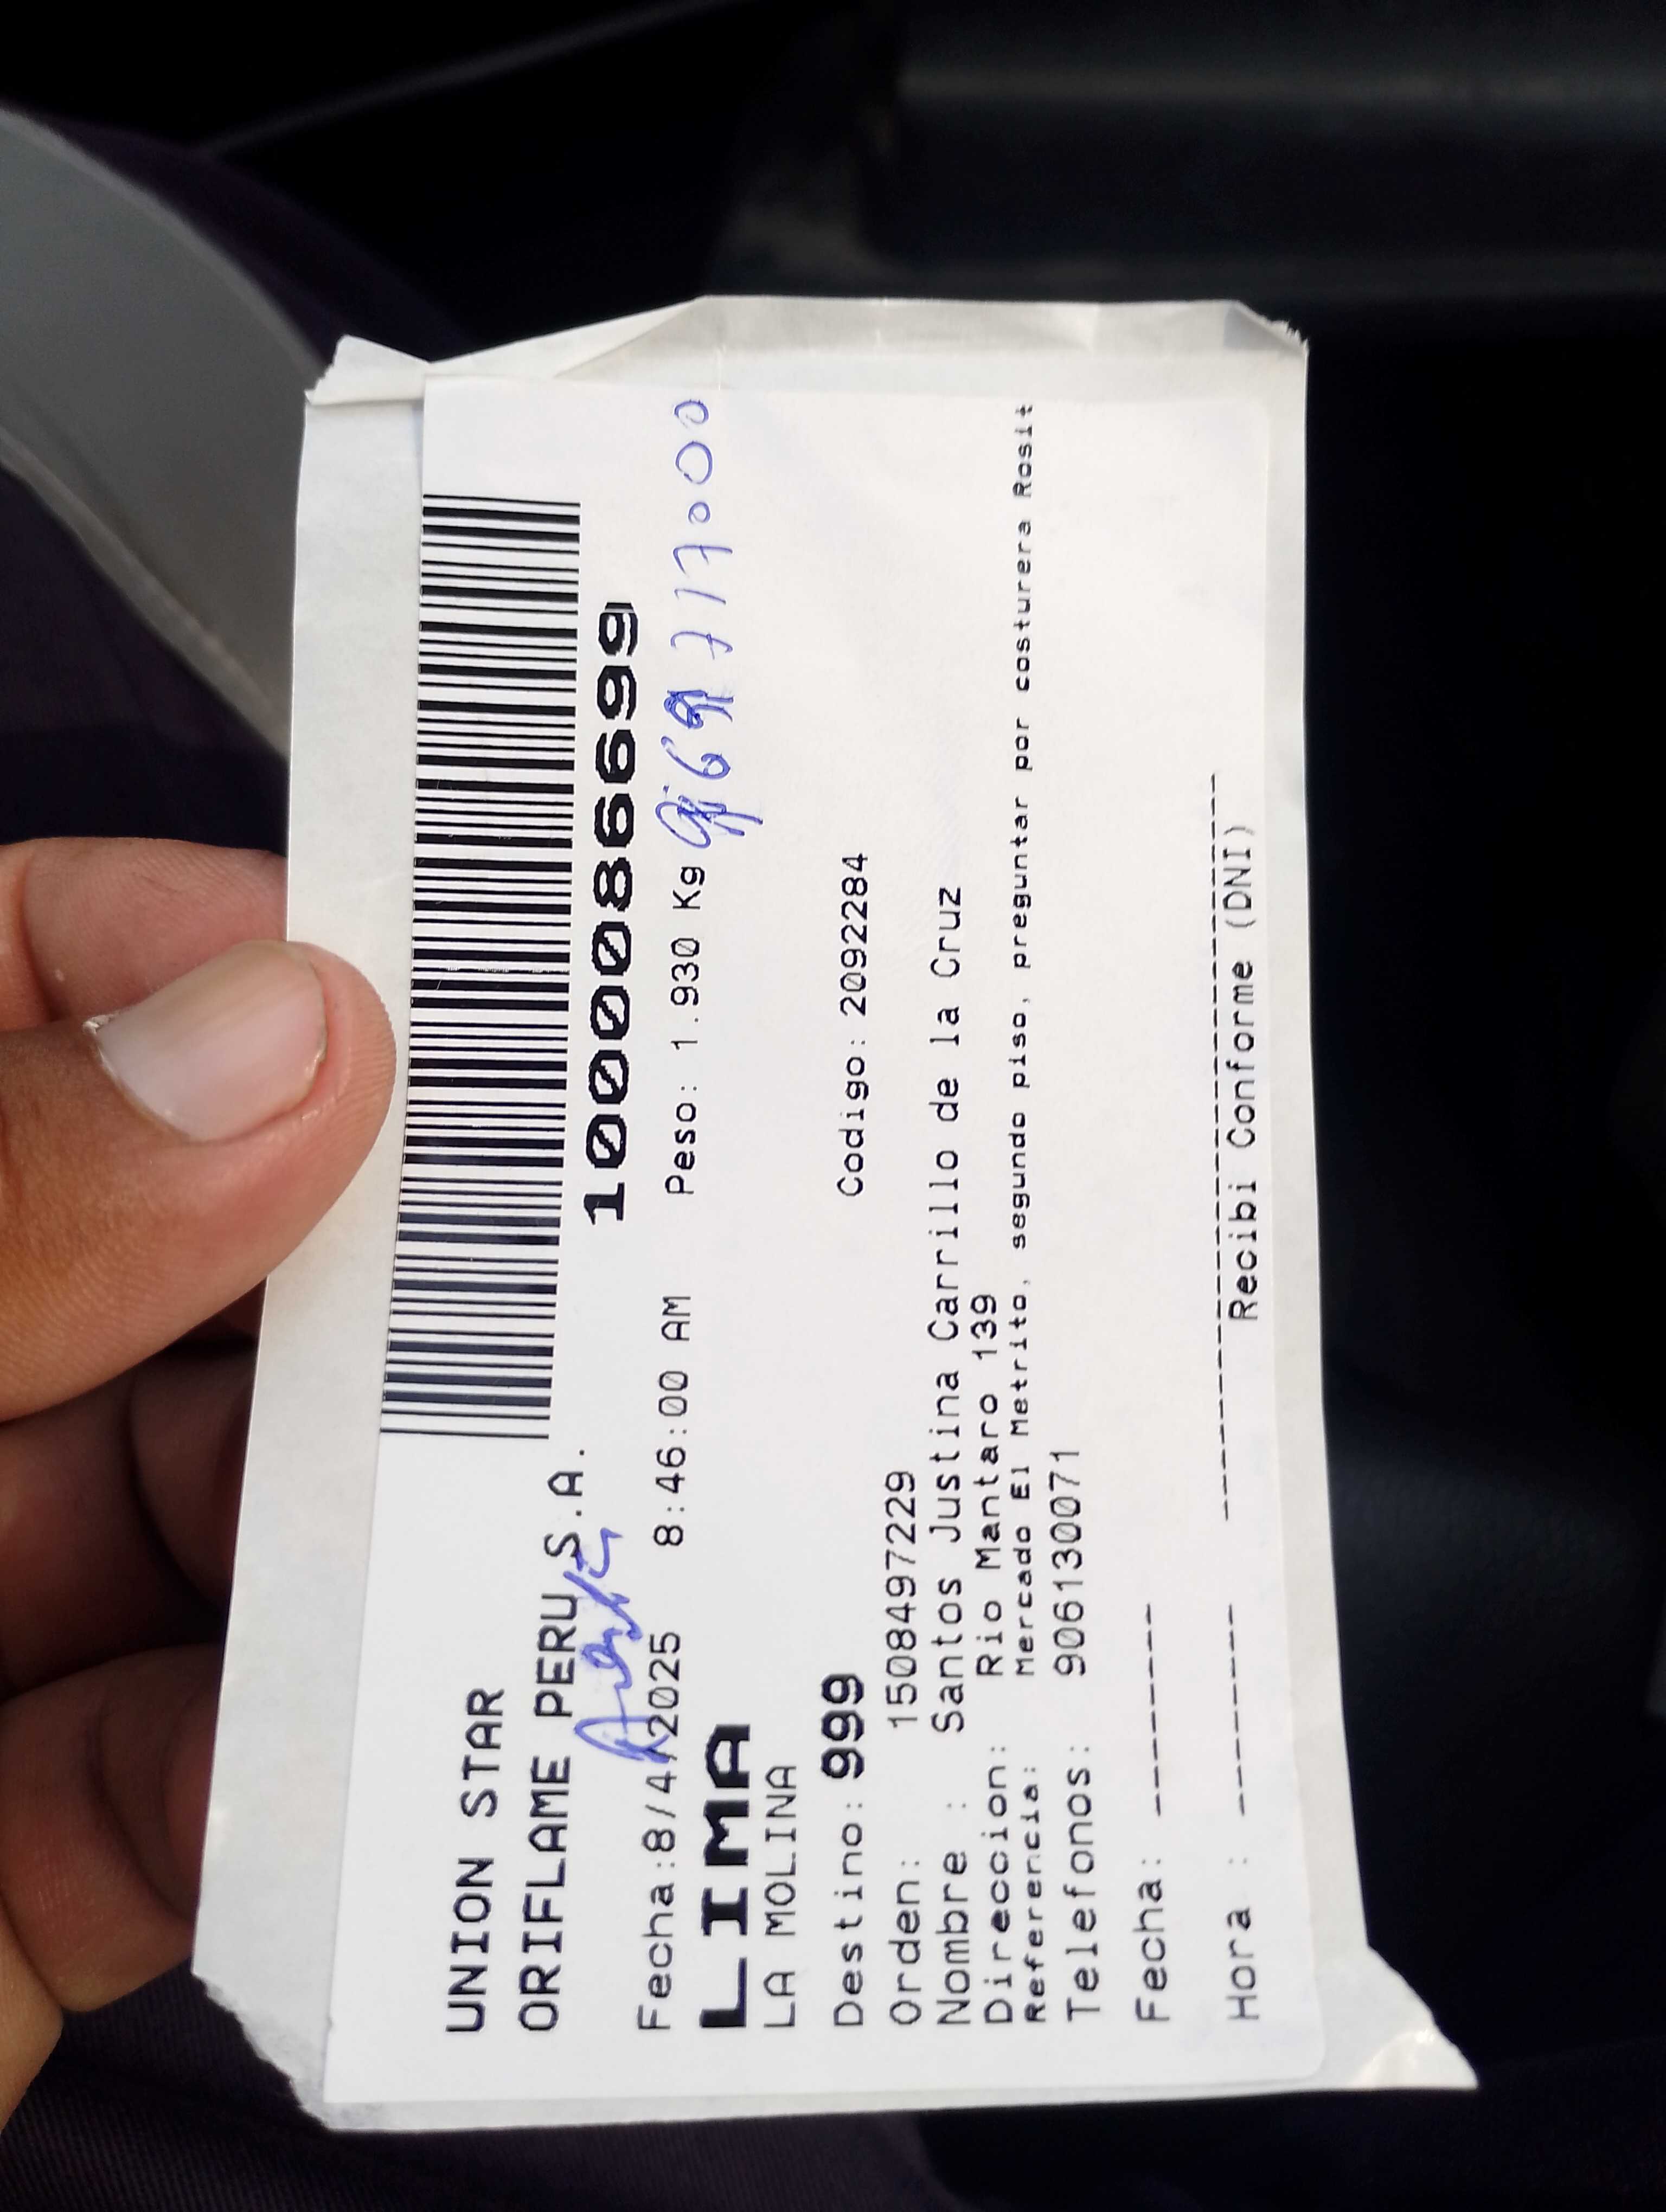 UNION STAR
ORIFLAME PERU S.A.
1000086699
Fecha:8/4/2025 8:46:00 AM Peso: 1.930 Kg
LIMA
LA MOLINA
Destino: 999 Codigo: 2092284
Orden: 1508497229
Nombre : Santos Justina Carrillo de la Cruz
Direccion: Rio Mantaro 139
Referencia: Mercado El Metrito, segundo piso, preguntar por costurera Rosit
Telefonos: 906130071
Fecha: -------
Hora : -------
Recibi Conforme (DNI)